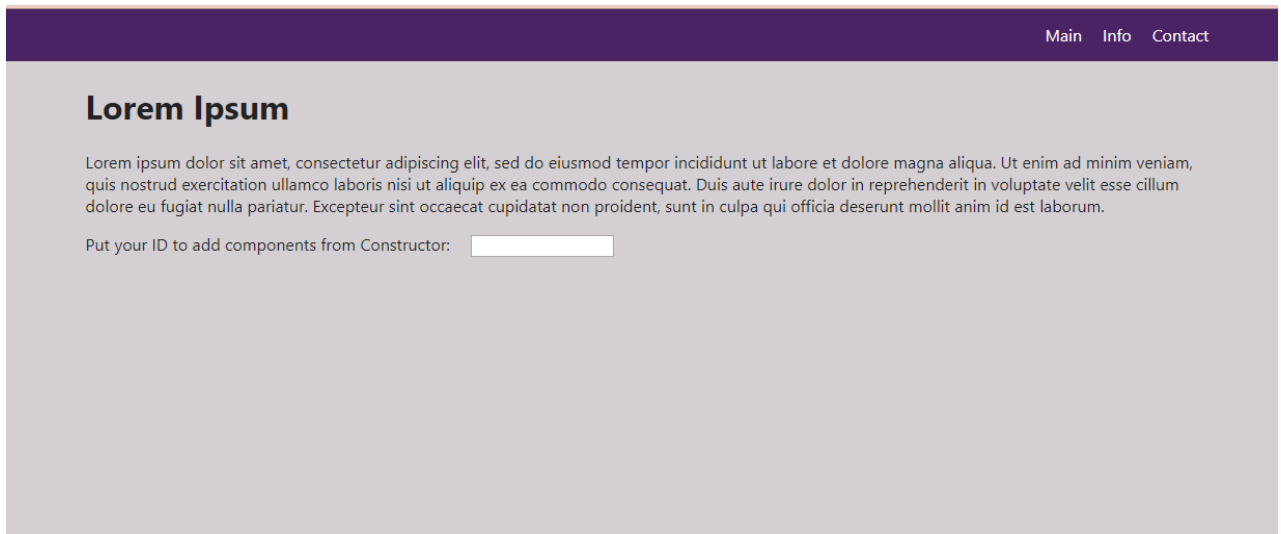 Main Info Contact
Lorem Ipsum
Lorem ipsum dolor sit amet, consectetur adipiscing elit, sed do eiusmod tempor incididunt ut labore et dolore magna aliqua. Ut enim ad minim veniam,
quis nostrud exercitation ullamco laboris nisi ut aliquip ex ea commodo consequat. Duis aute irure dolor in reprehenderit in voluptate velit esse cillum
dolore eu fugiat nulla pariatur. Excepteur sint occaecat cupidatat non proident, sunt in culpa qui officia deserunt mollit anim id est laborum.
Put your ID to add components from Constructor: